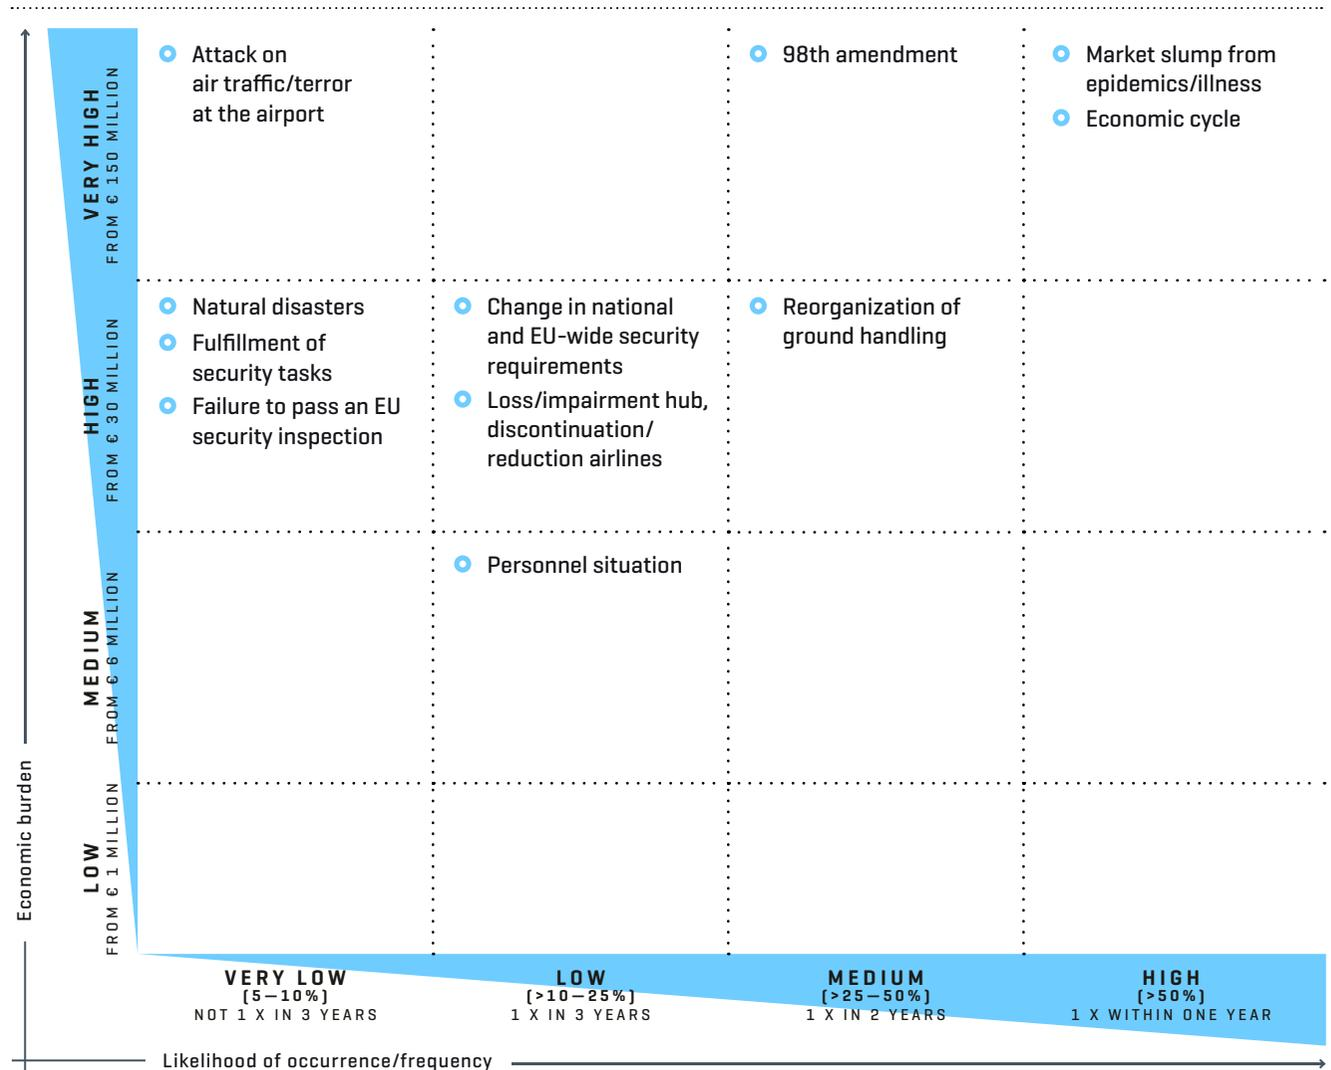 VERY HIGH
FROM € 150 MILLION
Attack on
air traffic/terror
at the airport
98th amendment
Market slump from
epidemics/illness
Economic cycle
HIGH
FROM € 30 MILLION
Natural disasters
Fulfillment of
security tasks
Failure to pass an EU
security inspection
Change in national
and EU-wide security
requirements
Loss/impairment hub,
discontinuation/
reduction airlines
Reorganization of
ground handling
MEDIUM
FROM € 6 MILLION
Personnel situation
LOW
FROM € 1 MILLION
Economic burden
VERY LOW
(5—10%)
NOT 1 X IN 3 YEARS
LOW
(>10—25%)
1 X IN 3 YEARS
MEDIUM
(>25—50%)
1 X IN 2 YEARS
HIGH
(>50%)
1 X WITHIN ONE YEAR
Likelihood of occurrence/frequency